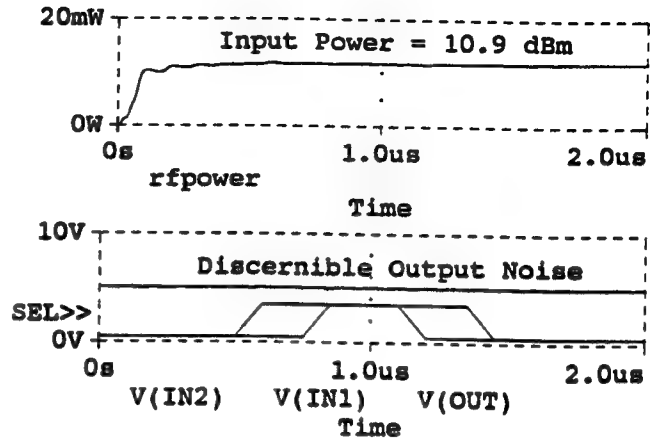 20mW
Input Power = 10.9 dBm
0W
0s 1.0us 2.0us
rfpower
Time
10V
Discernible Output Noise
SEL>>
0V
0s 1.0us 2.0us
V(IN2) V(IN1) V(OUT)
Time